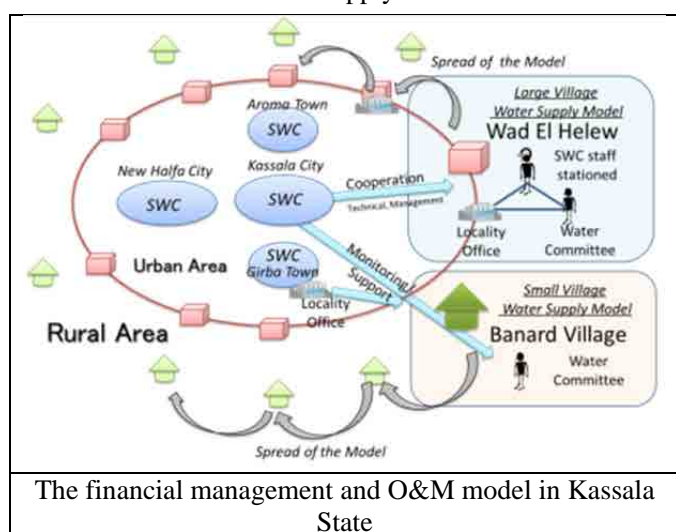 Spread of the Model
Large Village
Water Supply Model
Wad El Helew
SWC staff
stationed
Locality
Office
Water
Committee
Aroma Town
SWC
New Halfa City
SWC
Kassala City
SWC
Cooperation
Technical, Management
SWC
Girba Town
Urban Area
Monitoring/
Support
Locality
Office
Rural Area
Small Village
Water Supply Model
Banard Village
Water
Committee
Spread of the Model
The financial management and O&M model in Kassala
State